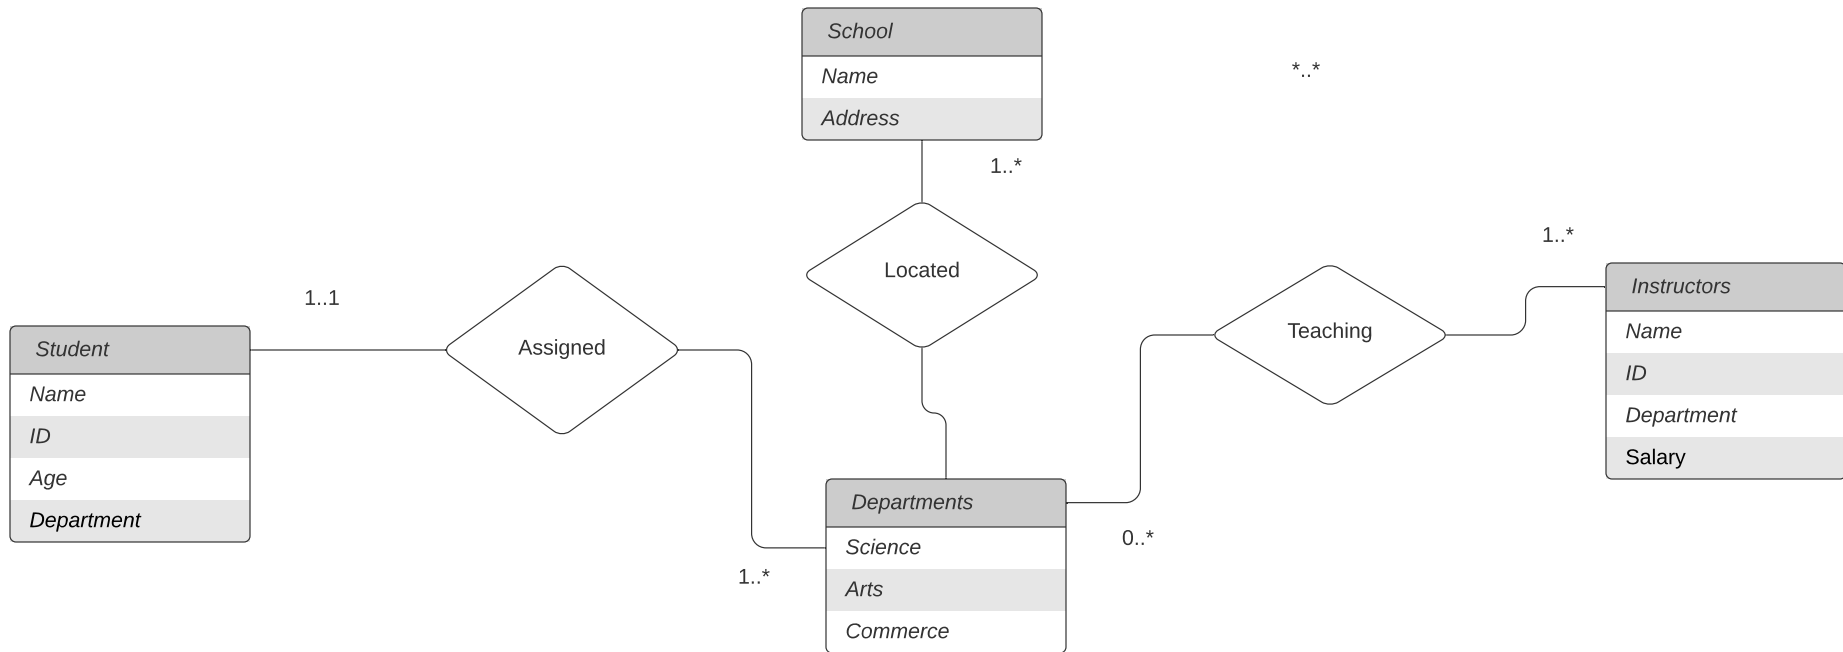 School
Name
Address
*..*
1..*
Located
1..*
Instructors
Name
ID
Department
Salary
Teaching
0..*
1..1
Assigned
Student
Name
ID
Age
Department
1..*
Departments
Science
Arts
Commerce